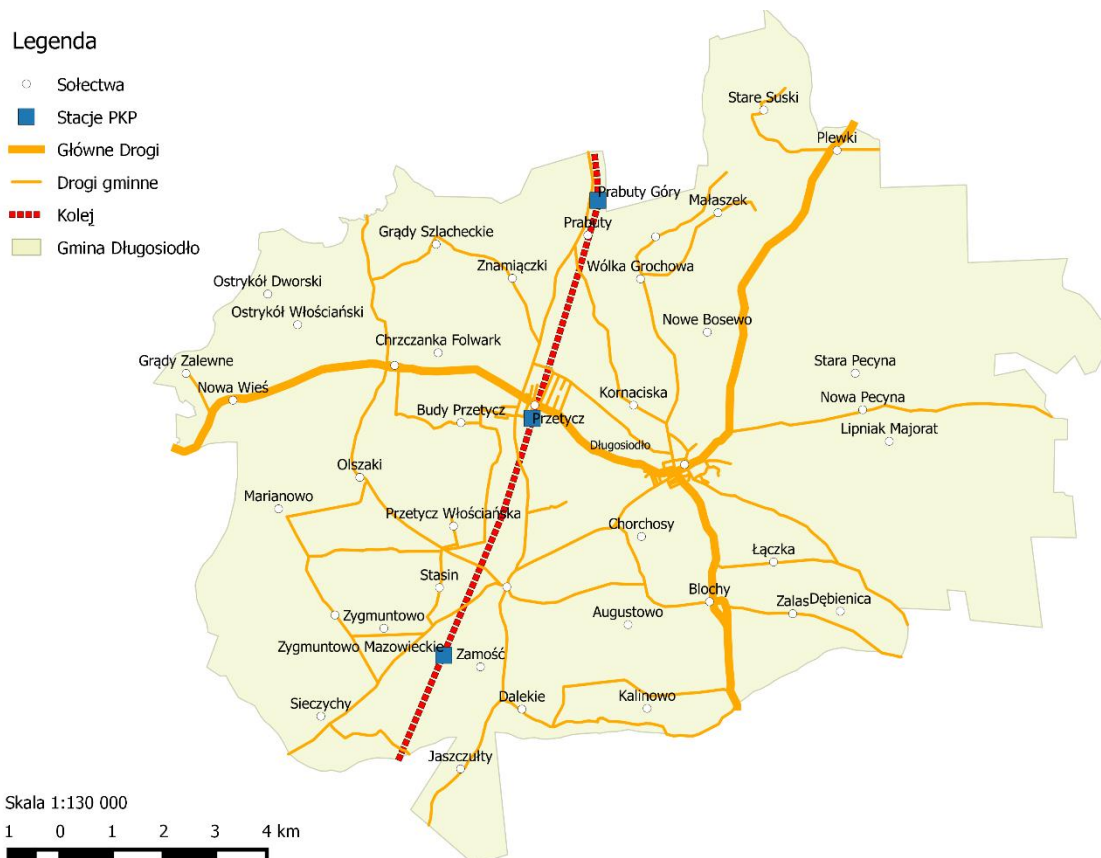 Legenda
Sołectwa
Stacje PKP
Główne Drogi
Drogi gminne
Kolej
Gmina Długosiodło
Stare Suski
Plewki
Prabuty Góry
Małaszek
Prabuty
Grądy Szlacheckie
Znamiączki
Wólka Grochowa
Ostrykół Dworski
Ostrykół Włościański
Nowe Bosewo
Chrzczanka Folwark
Grądy Zalewne
Stara Pecyna
Nowa Wieś
Kornaciska
Nowa Pecyna
Budy Przetycz
Przetycz
Lipniak Majorat
Długosiodło
Olszaki
Marianowo
Przetycz Włościańska
Chorchosy
Łączka
Stasin
Blochy
Zalas
Dębienica
Zygmuntowo
Augustowo
Zygmuntowo Mazowieckie
Zamość
Sieczychy
Dalekie
Kalinowo
Jaszczułty
Skala 1:130 000
1 0 1 2 3 4 km